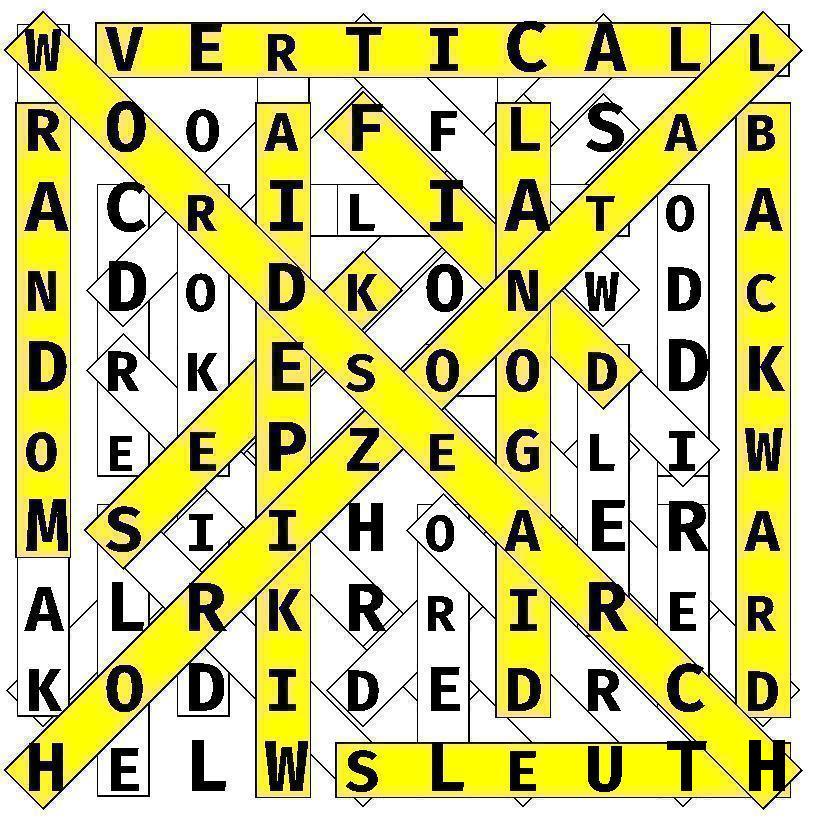 W V E R T I C A L L
R O O A F F L S A B
A C R I L I A T O A
N D O D K O N W D C
D R K E S O O D D K
O E E P Z E G L I W
M S I I H O A E R A
A L R K R R I R E R
K O D I D E D R C D
H E L W S L E U T H